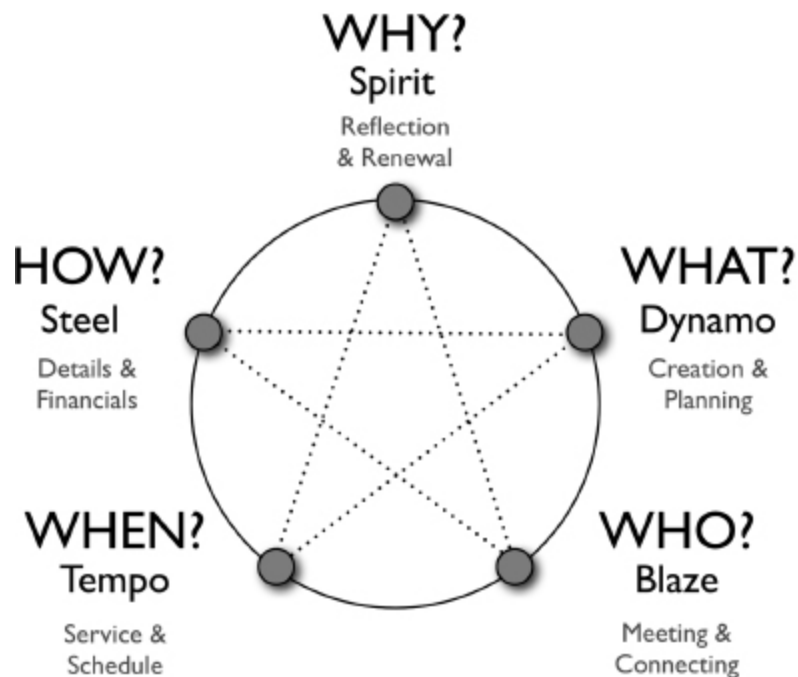 WHY?
Spirit
Reflection
& Renewal
HOW?
Steel
Details &
Financials
WHAT?
Dynamo
Creation &
Planning
WHEN?
Tempo
Service &
Schedule
WHO?
Blaze
Meeting &
Connecting